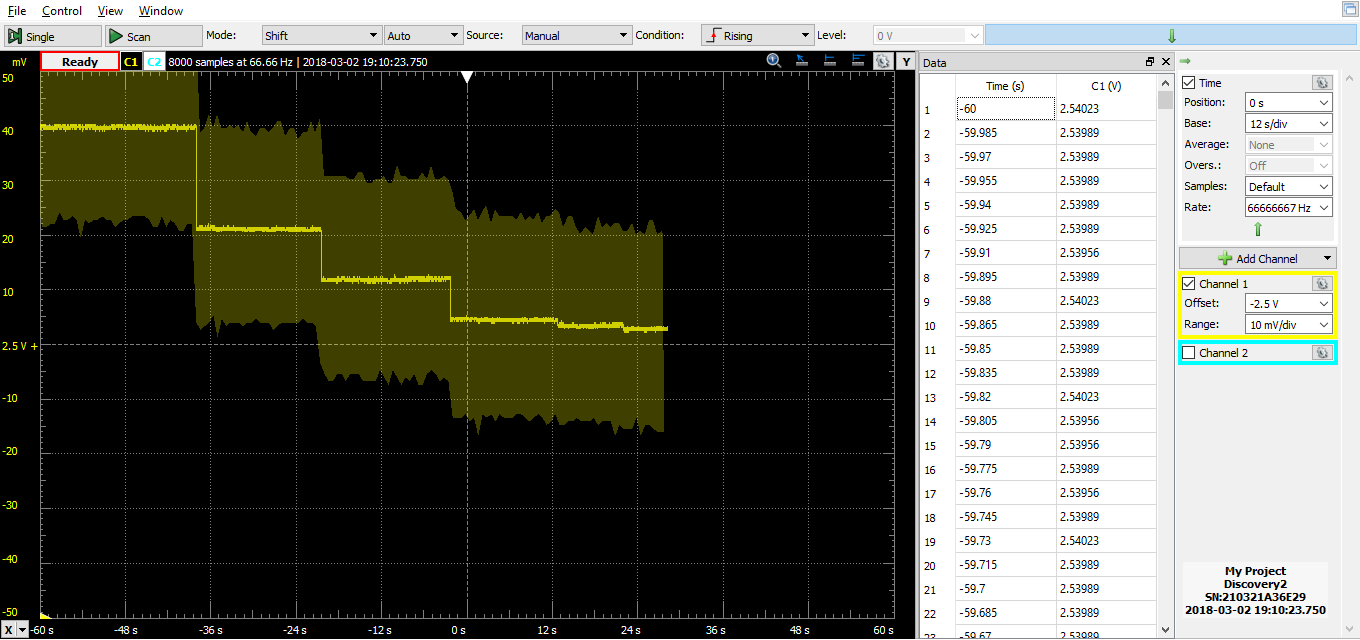 File Control View Window
Single Scan Mode: Shift Auto Source: Manual Condition: Rising Level: 0 V
mV Ready C1 C2 8000 samples at 66.66 Hz | 2018-03-02 19:10:23.750 Y
50
40
30
20
10
2.5 V +
-10
-20
-30
-40
-50
X -60 s -48 s -36 s -24 s -12 s 0 s 12 s 24 s 36 s 48 s 60 s
Data
Time (s) C1 (V)
1 -60 2.54023
2 -59.985 2.53989
3 -59.97 2.53989
4 -59.955 2.53989
5 -59.94 2.53989
6 -59.925 2.53989
7 -59.91 2.53956
8 -59.895 2.53989
9 -59.88 2.54023
10 -59.865 2.53989
11 -59.85 2.53989
12 -59.835 2.53989
13 -59.82 2.54023
14 -59.805 2.53956
15 -59.79 2.53956
16 -59.775 2.53989
17 -59.76 2.53956
18 -59.745 2.53989
19 -59.73 2.54023
20 -59.715 2.53989
21 -59.7 2.53989
22 -59.685 2.53989
23 -59.67 2.53989
Time
Position: 0 s
Base: 12 s/div
Average: None
Overs.: Off
Samples: Default
Rate: 66666667 Hz
Add Channel
Channel 1
Offset: -2.5 V
Range: 10 mV/div
Channel 2
My Project
Discovery2
SN:210321A36E29
2018-03-02 19:10:23.750